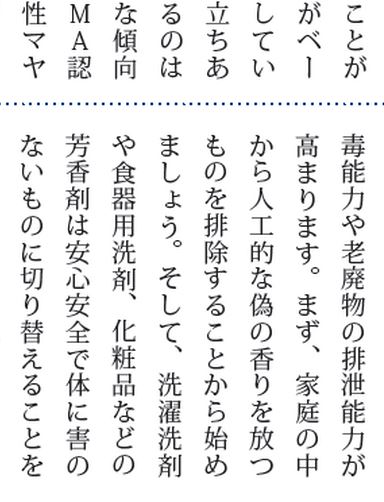 ことが
がベー
してい
立ちあ
るのは
な傾向
ＭＡ認
性マヤ
毒能力や老廃物の排泄能力が
高まります。まず、家庭の中
から人工的な偽の香りを放つ
ものを排除することから始め
ましょう。そして、洗濯洗剤
や食器用洗剤、化粧品などの
芳香剤は安心安全で体に害の
ないものに切り替えることを